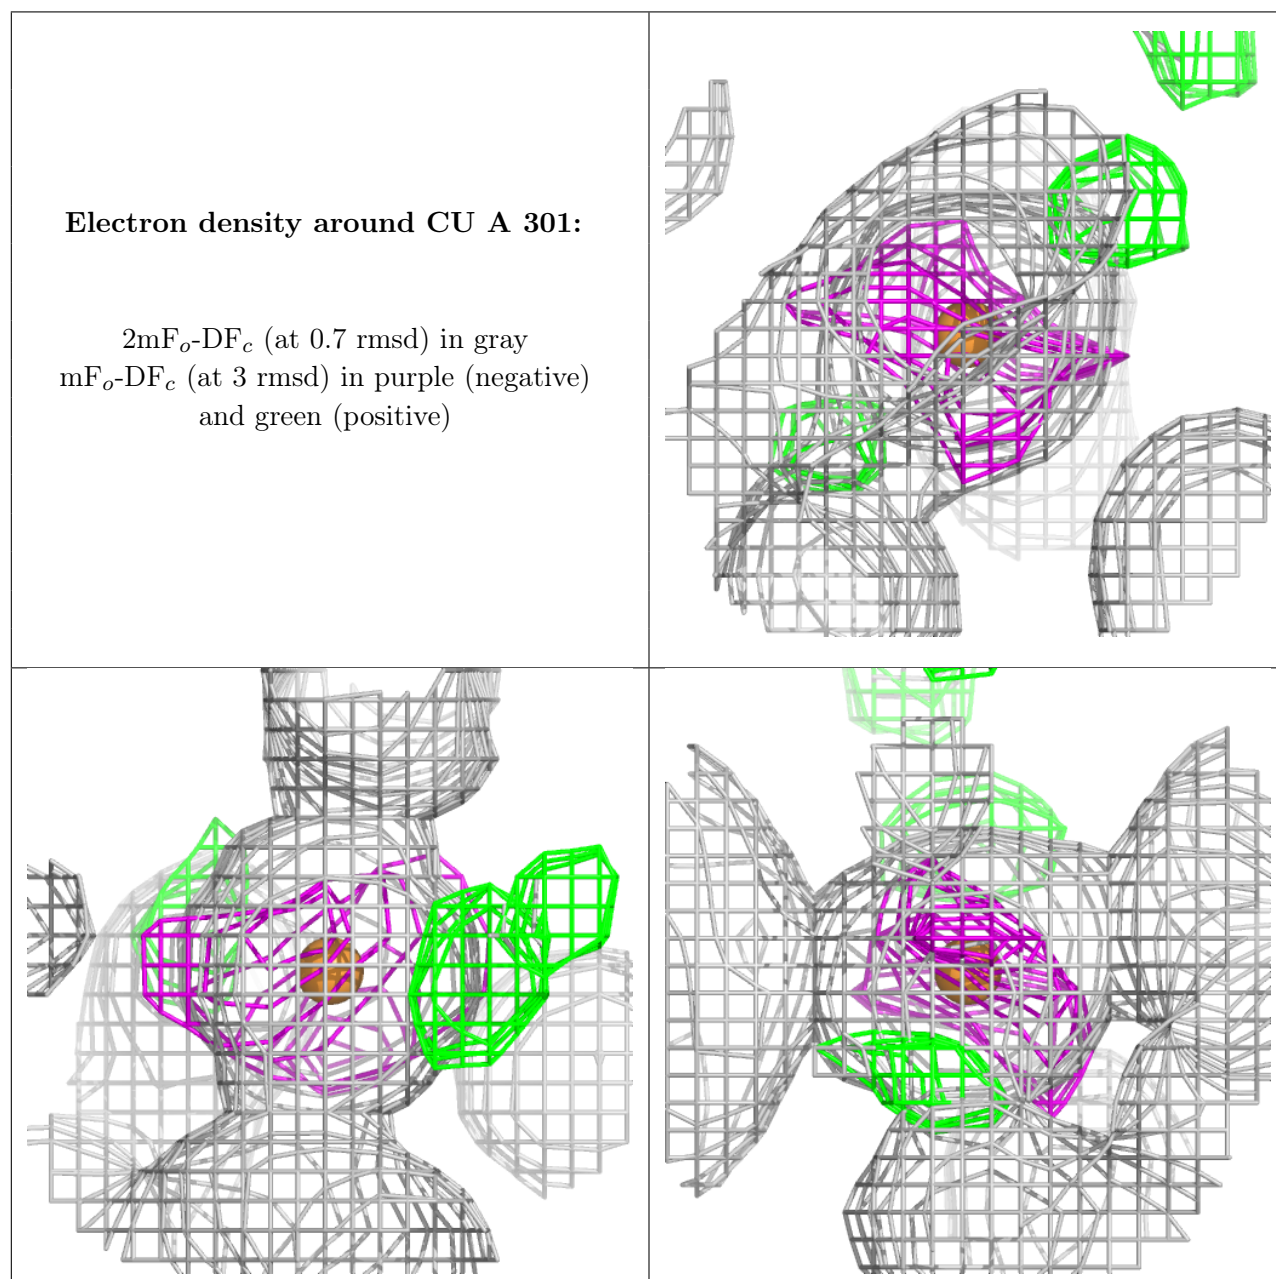 Electron density around CU A 301:
2mFo-DFc (at 0.7 rmsd) in gray
mFo-DFc (at 3 rmsd) in purple (negative)
and green (positive)